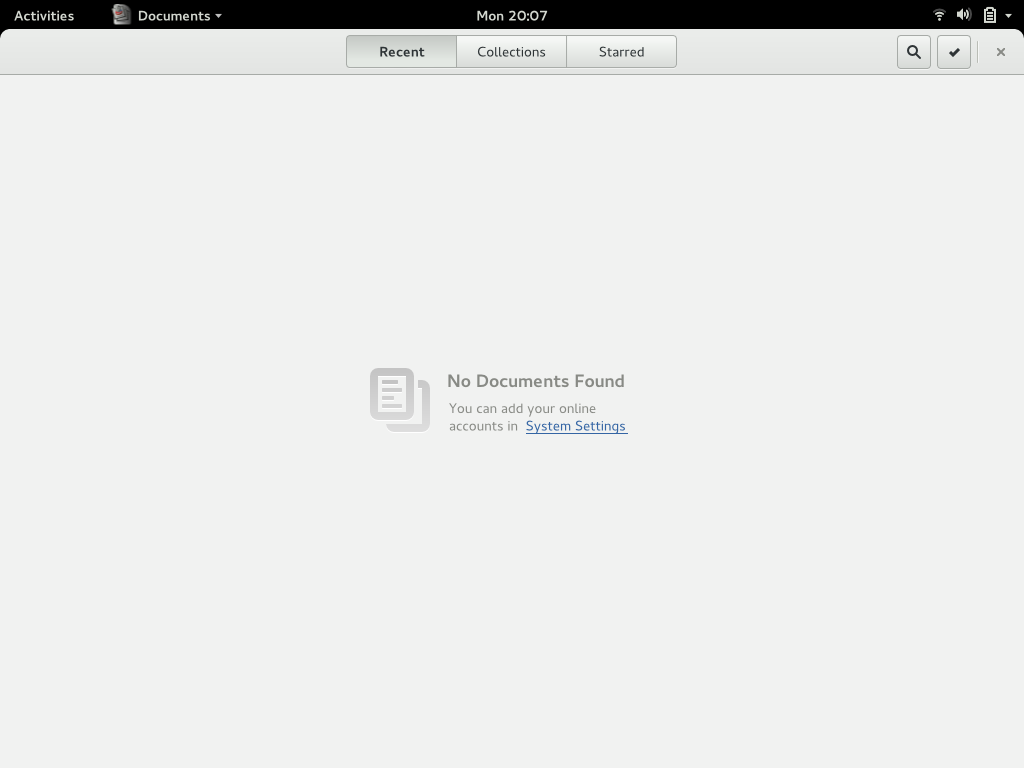 Activities Documents Mon 20:07
Recent Collections Starred
No Documents Found
You can add your online
accounts in System Settings